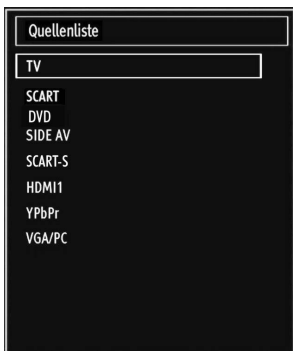 Quellenliste
TV
SCART
DVD
SIDE AV
SCART-S
HDMI1
YPbPr
VGA/PC